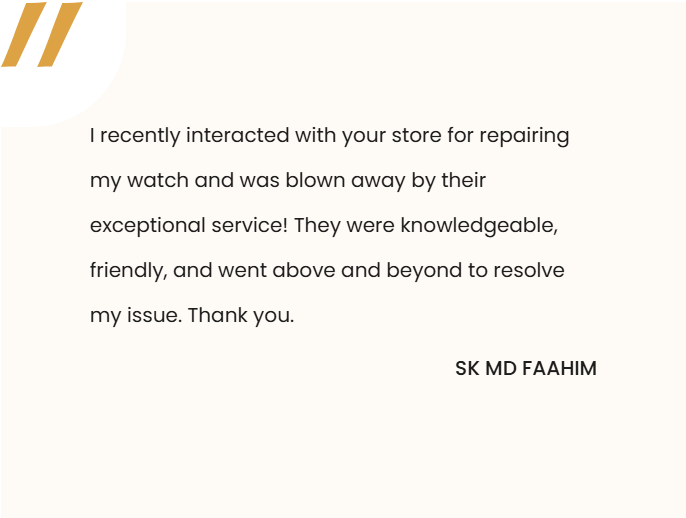 I recently interacted with your store for repairing
my watch and was blown away by their
exceptional service! They were knowledgeable,
friendly, and went above and beyond to resolve
my issue. Thank you.
SK MD FAAHIM